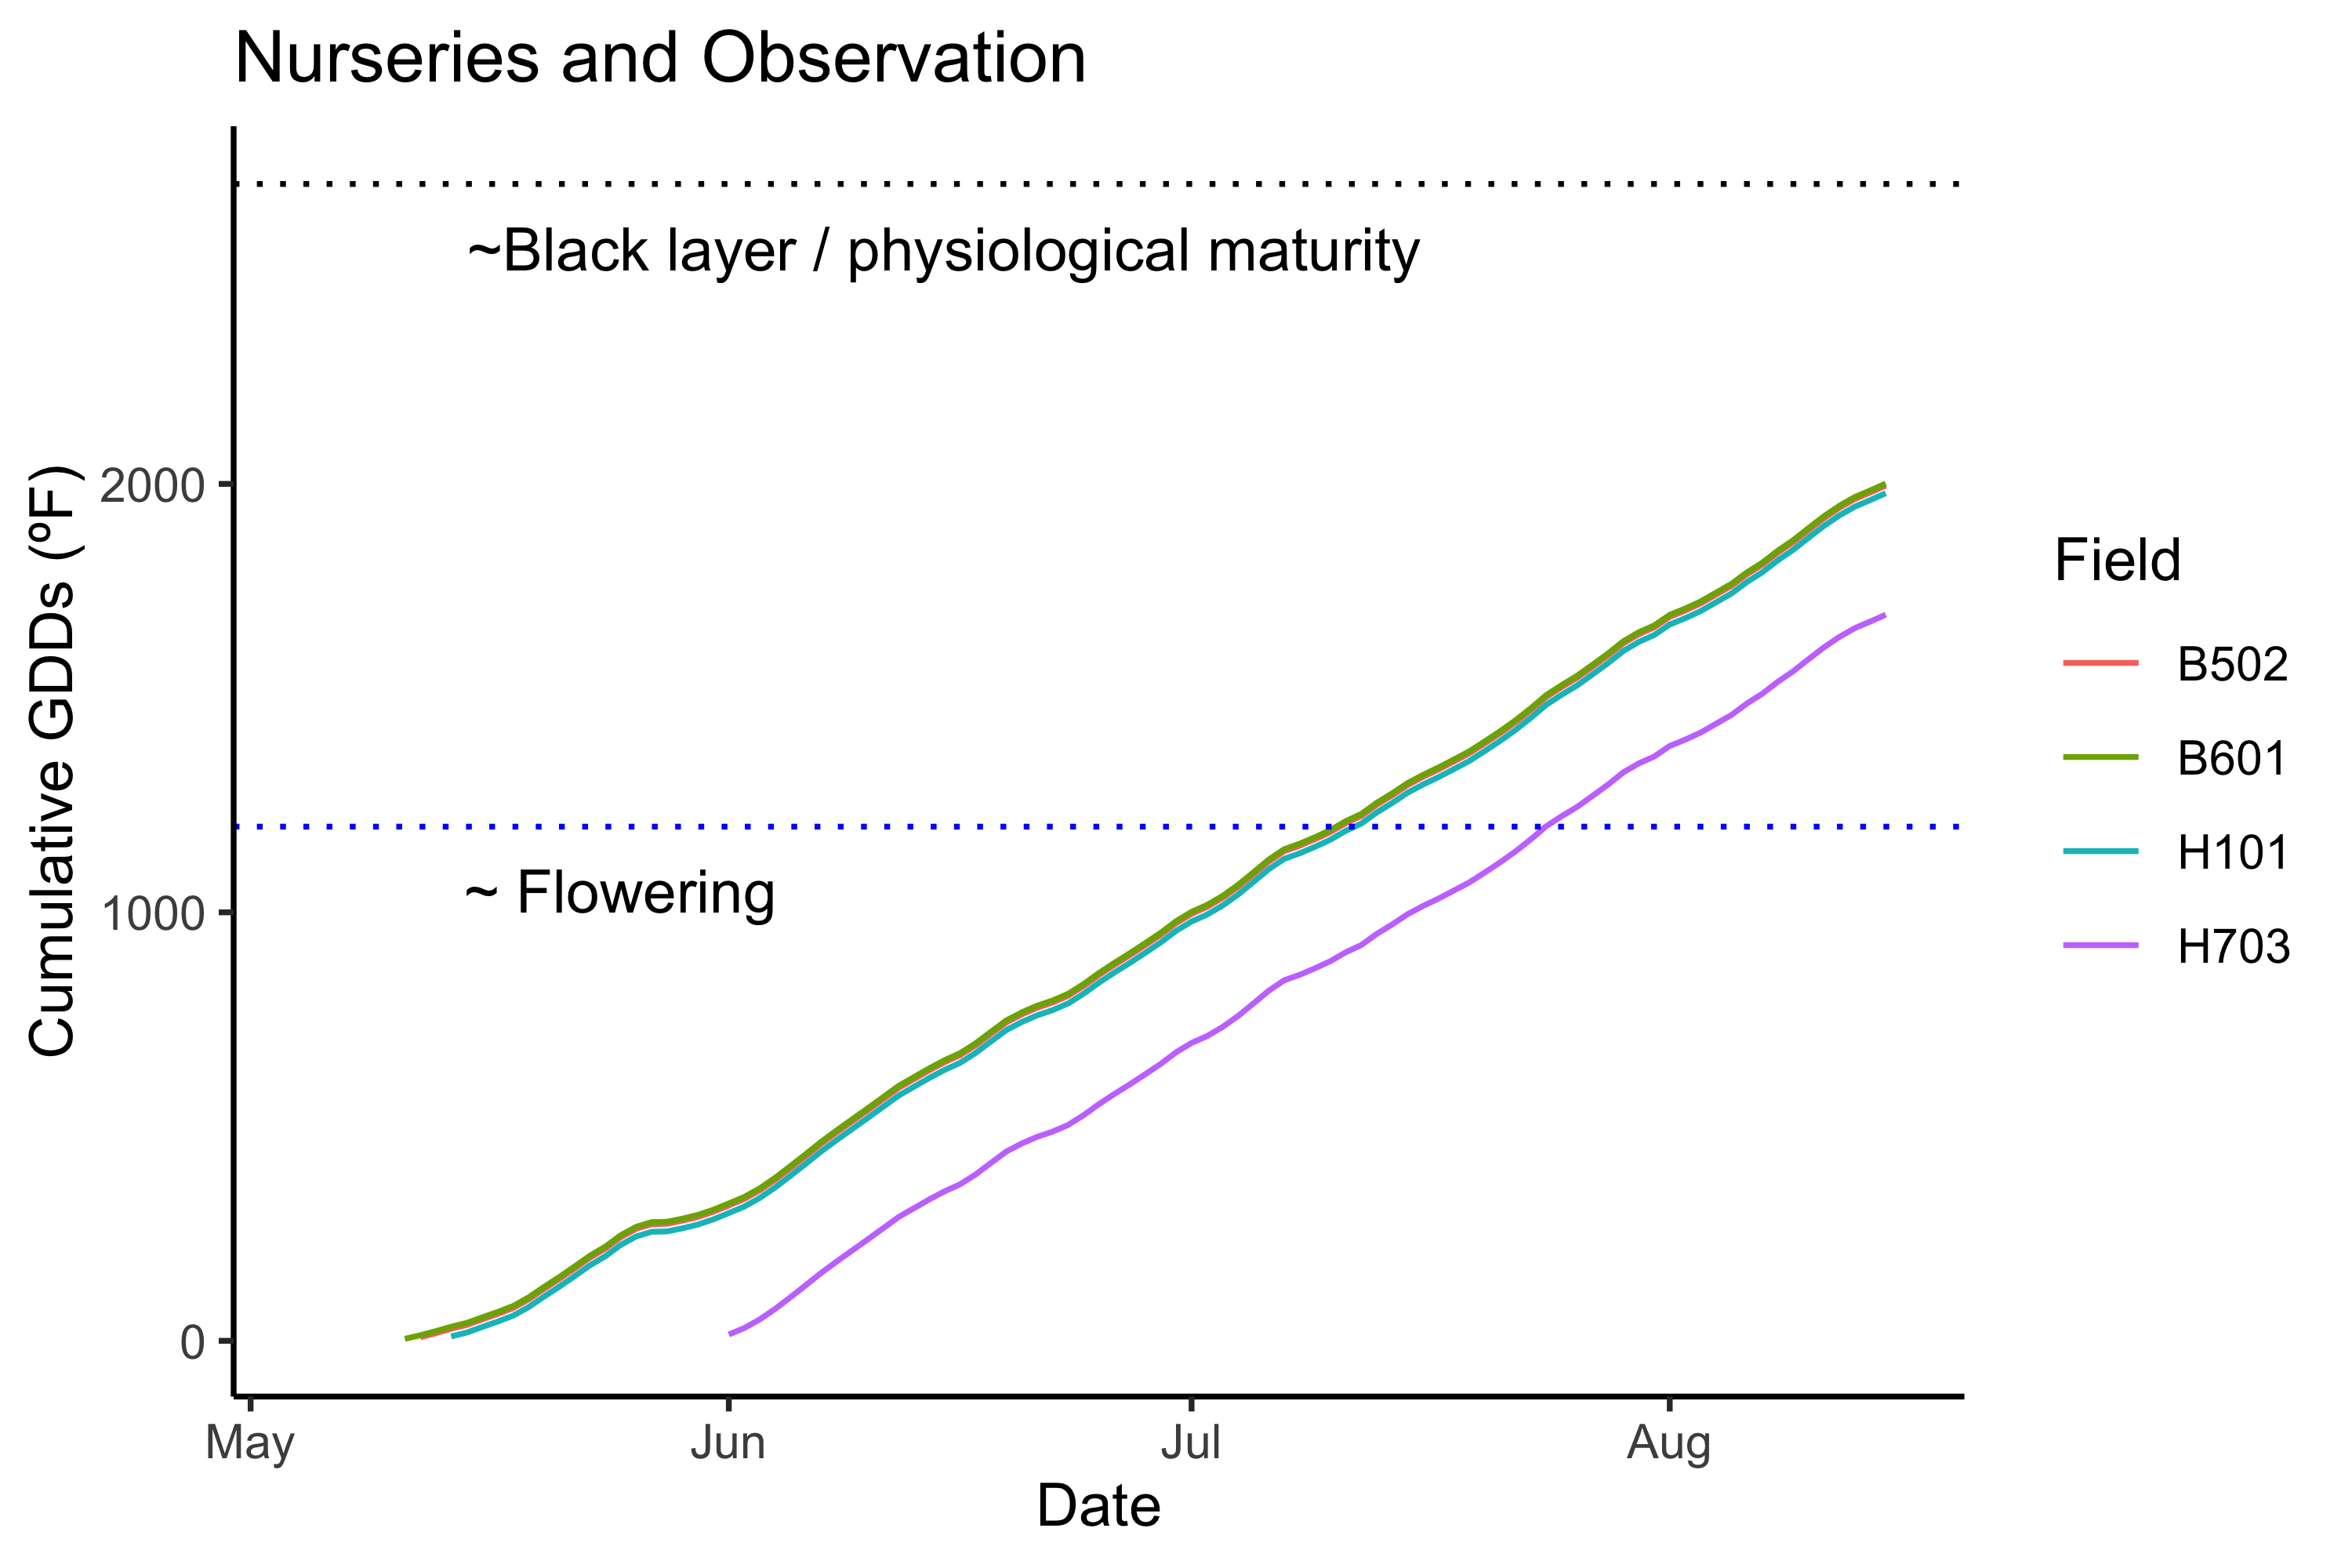 Nurseries and Observation
~Black layer / physiological maturity
~ Flowering
Cumulative GDDs (ºF)
2000
1000
0
May
Jun
Jul
Aug
Date
Field
B502
B601
H101
H703